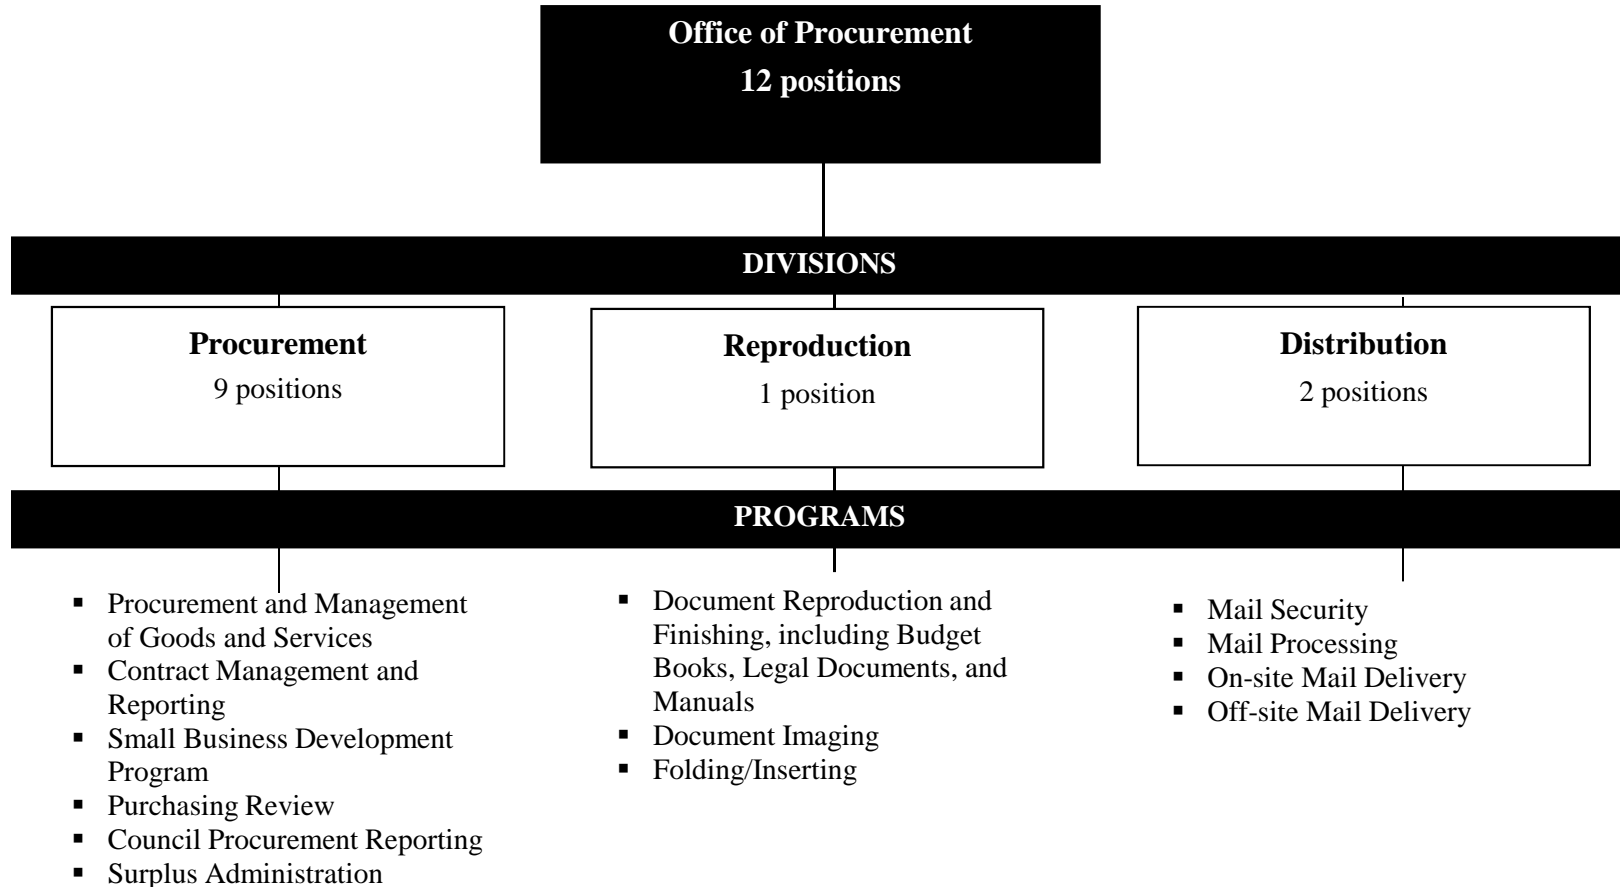 Office of Procurement
12 positions
DIVISIONS
Procurement
9 positions
Reproduction
1 position
Distribution
2 positions
PROGRAMS
▪ Procurement and Management
of Goods and Services
▪ Contract Management and
Reporting
▪ Small Business Development
Program
▪ Purchasing Review
▪ Council Procurement Reporting
▪ Surplus Administration
▪ Document Reproduction and
Finishing, including Budget
Books, Legal Documents, and
Manuals
▪ Document Imaging
▪ Folding/Inserting
▪ Mail Security
▪ Mail Processing
▪ On-site Mail Delivery
▪ Off-site Mail Delivery